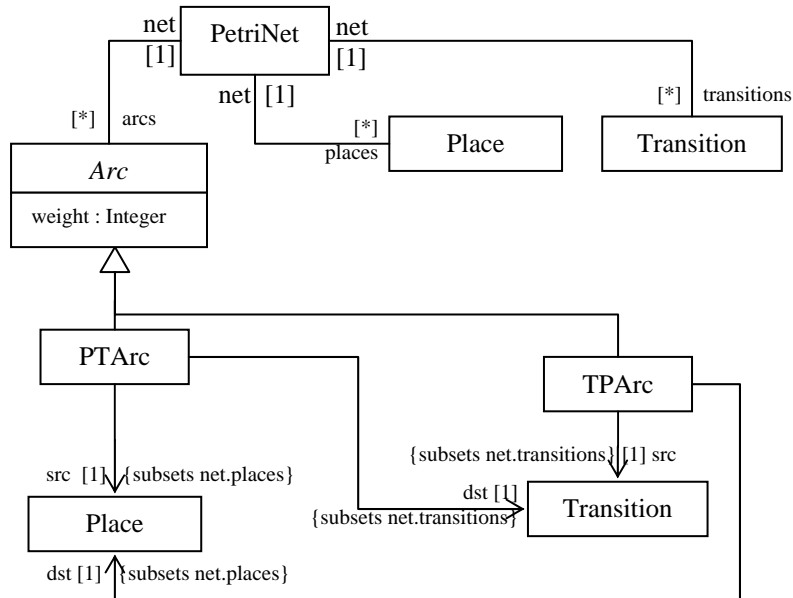 net
PetriNet
net
[1]
[1]
net [1]
[*] arcs
[*]
places
[*] transitions
Arc
Place
Transition
weight : Integer
PTArc
TPArc
{subsets net.transitions} [1] src
src [1] {subsets net.places}
dst [1]
{subsets net.transitions}
Place
Transition
dst [1] {subsets net.places}